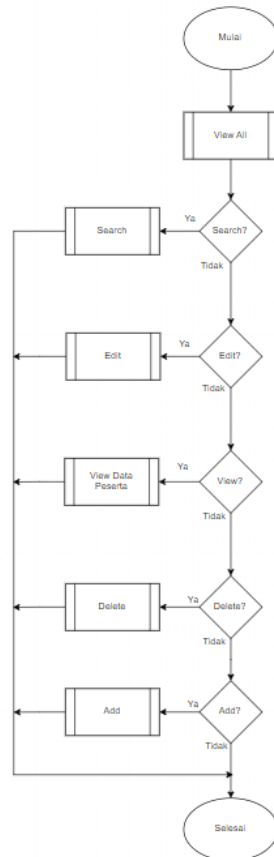 Mulai
View All
Search?
Ya
Search
Tidak
Edit?
Ya
Edit
Tidak
View?
Ya
View Data
Peserta
Tidak
Delete?
Ya
Delete
Tidak
Add?
Ya
Add
Tidak
Selesai